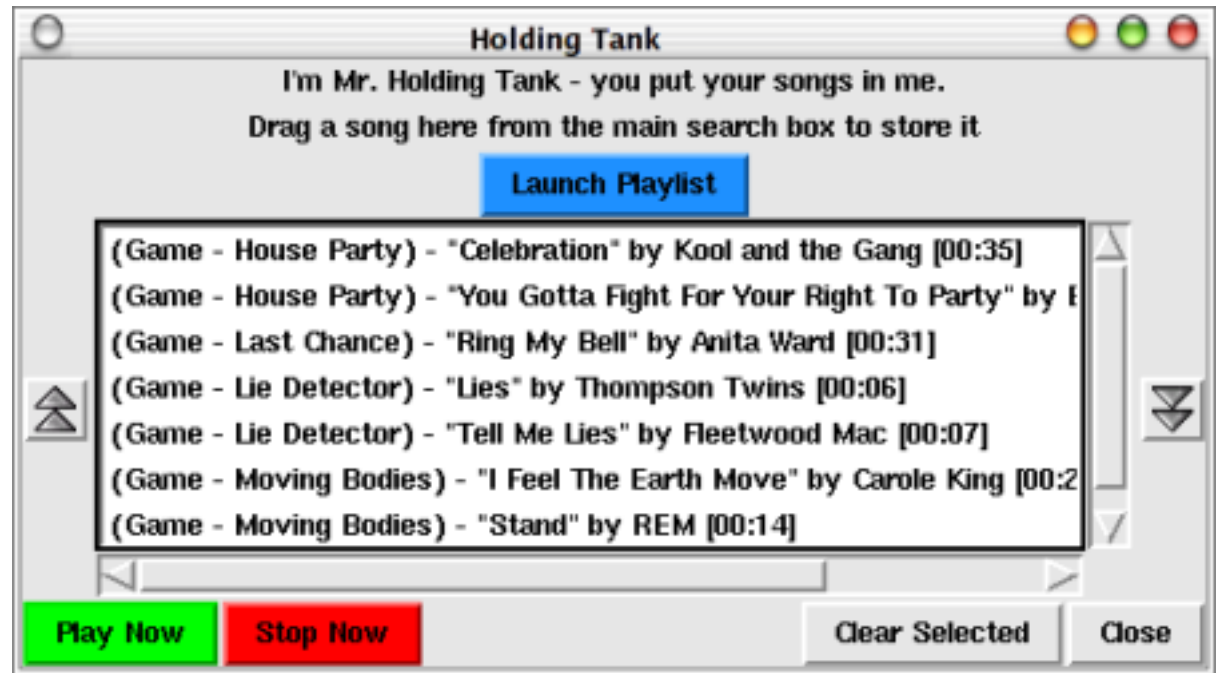 Holding Tank
I'm Mr. Holding Tank - you put your songs in me.
Drag a song here from the main search box to store it
Launch Playlist
(Game - House Party) - "Celebration" by Kool and the Gang [00:35]
(Game - House Party) - "You Gotta Fight For Your Right To Party" by
(Game - Last Chance) - "Ring My Bell" by Anita Ward [00:31]
(Game - Lie Detector) - "Lies" by Thompson Twins [00:06]
(Game - Lie Detector) - "Tell Me Lies" by Fleetwood Mac [00:07]
(Game - Moving Bodies) - "I Feel The Earth Move" by Carole King [00:2
(Game - Moving Bodies) - "Stand" by REM [00:14]
Play Now Stop Now Clear Selected Close